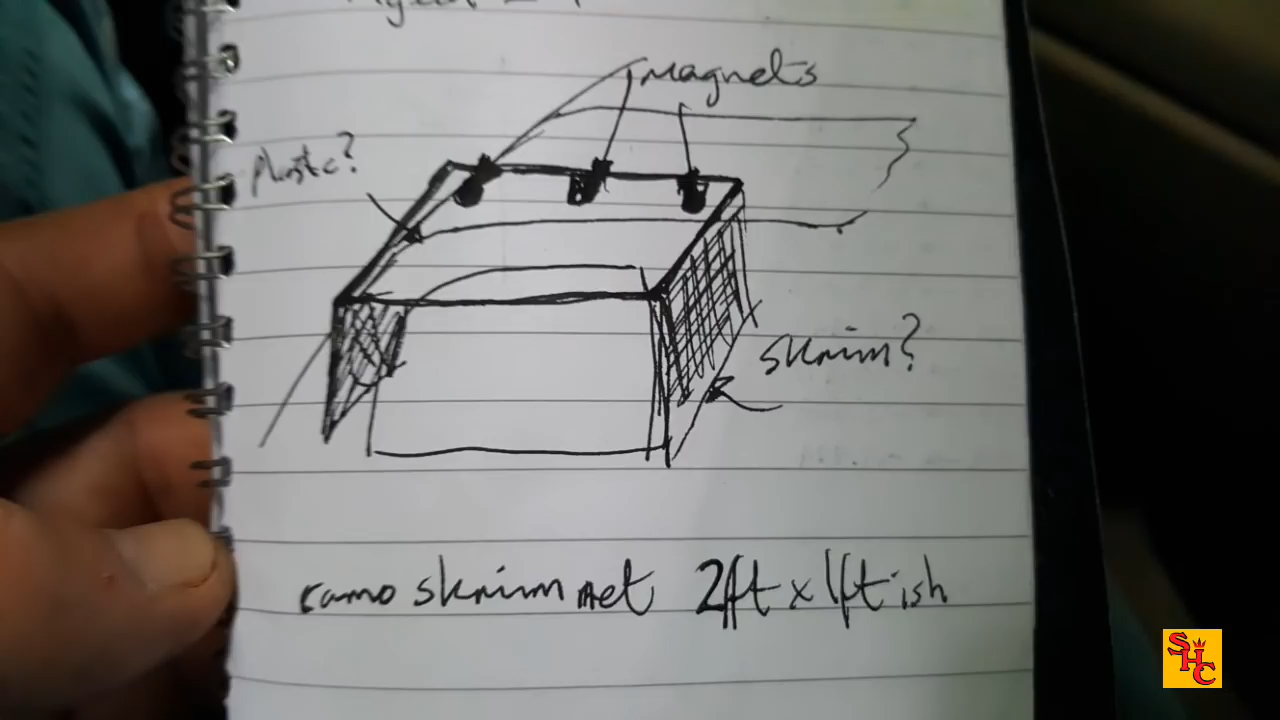 magnets
plastic?
skrim?
camo skrim net 2ft x 1ft ish
SHC